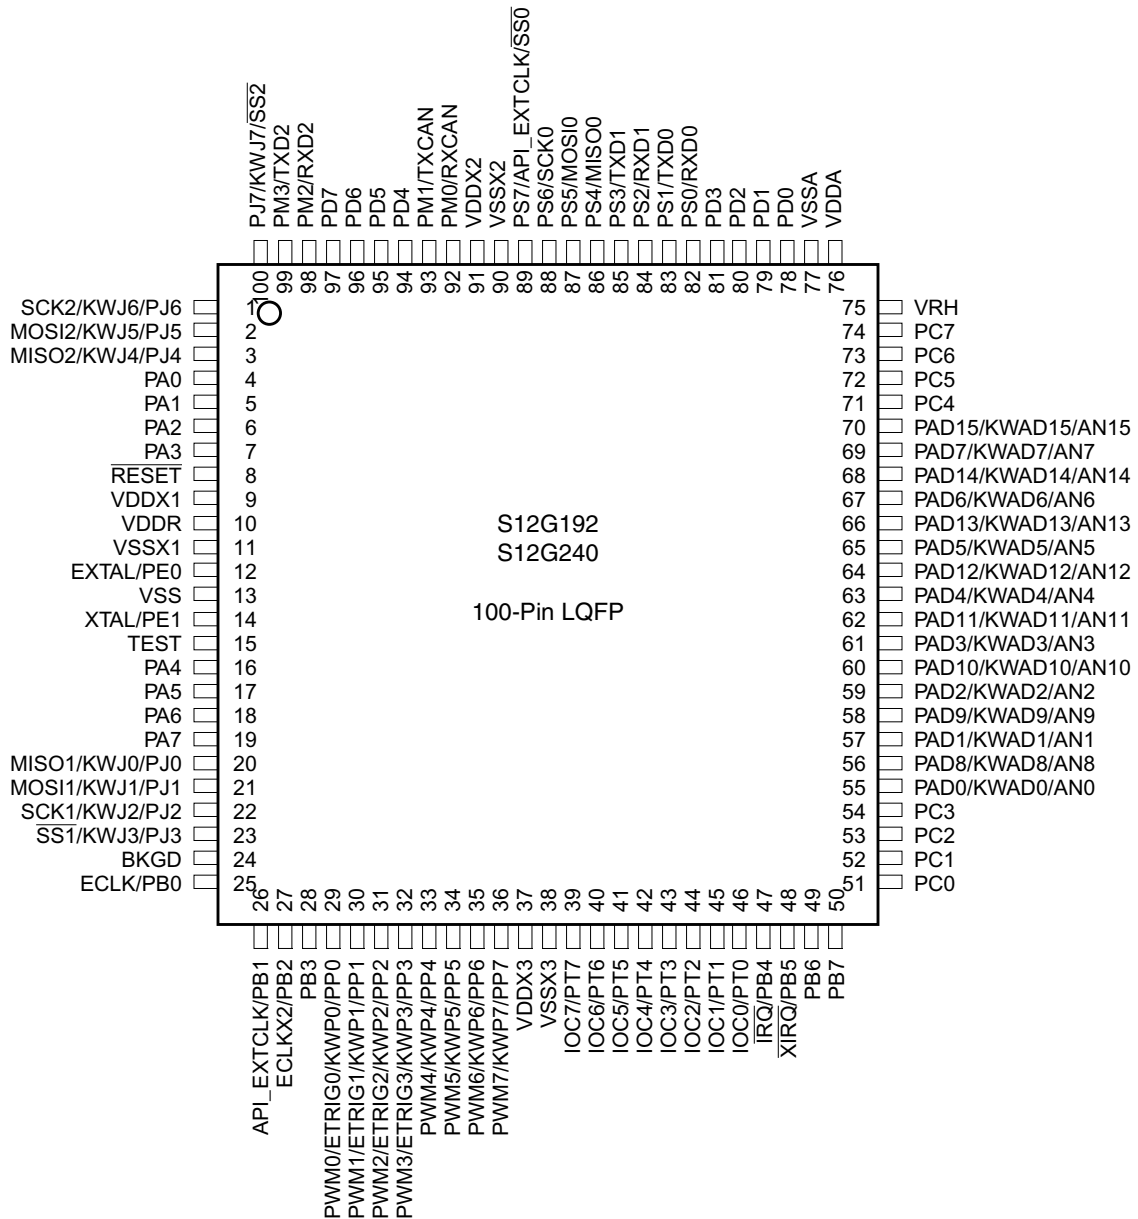 PJ7/KWJ7/SS2
PM3/TXD2
PM2/RXD2
PD7
PD6
PD5
PD4
PM1/TXCAN
PM0/RXCAN
VDDX2
VSSX2
PS7/API_EXTCLK/SS0
PS6/SCK0
PS5/MOSI0
PS4/MISO0
PS3/TXD1
PS2/RXD1
PS1/TXD0
PS0/RXD0
PD3
PD2
PD1
PD0
VSSA
VDDA
100
99
98
97
96
95
94
93
92
91
90
89
88
87
86
85
84
83
82
81
80
79
78
77
76
SCK2/KWJ6/PJ6 1
MOSI2/KWJ5/PJ5 2
MISO2/KWJ4/PJ4 3
PA0 4
PA1 5
PA2 6
PA3 7
RESET 8
VDDX1 9
VDDR 10
VSSX1 11
EXTAL/PE0 12
VSS 13
XTAL/PE1 14
TEST 15
PA4 16
PA5 17
PA6 18
PA7 19
MISO1/KWJ0/PJ0 20
MOSI1/KWJ1/PJ1 21
SCK1/KWJ2/PJ2 22
SS1/KWJ3/PJ3 23
BKGD 24
ECLK/PB0 25
S12G192
S12G240
100-Pin LQFP
75 VRH
74 PC7
73 PC6
72 PC5
71 PC4
70 PAD15/KWAD15/AN15
69 PAD7/KWAD7/AN7
68 PAD14/KWAD14/AN14
67 PAD6/KWAD6/AN6
66 PAD13/KWAD13/AN13
65 PAD5/KWAD5/AN5
64 PAD12/KWAD12/AN12
63 PAD4/KWAD4/AN4
62 PAD11/KWAD11/AN11
61 PAD3/KWAD3/AN3
60 PAD10/KWAD10/AN10
59 PAD2/KWAD2/AN2
58 PAD9/KWAD9/AN9
57 PAD1/KWAD1/AN1
56 PAD8/KWAD8/AN8
55 PAD0/KWAD0/AN0
54 PC3
53 PC2
52 PC1
51 PC0
26
27
28
29
30
31
32
33
34
35
36
37
38
39
40
41
42
43
44
45
46
47
48
49
50
API_EXTCLK/PB1
ECLKX2/PB2
PB3
PWM0/ETRIG0/KWP0/PP0
PWM1/ETRIG1/KWP1/PP1
PWM2/ETRIG2/KWP2/PP2
PWM3/ETRIG3/KWP3/PP3
PWM4/KWP4/PP4
PWM5/KWP5/PP5
PWM6/KWP6/PP6
PWM7/KWP7/PP7
VDDX3
VSSX3
IOC7/PT7
IOC6/PT6
IOC5/PT5
IOC4/PT4
IOC3/PT3
IOC2/PT2
IOC1/PT1
IOC0/PT0
IRQ/PB4
XIRQ/PB5
PB6
PB7